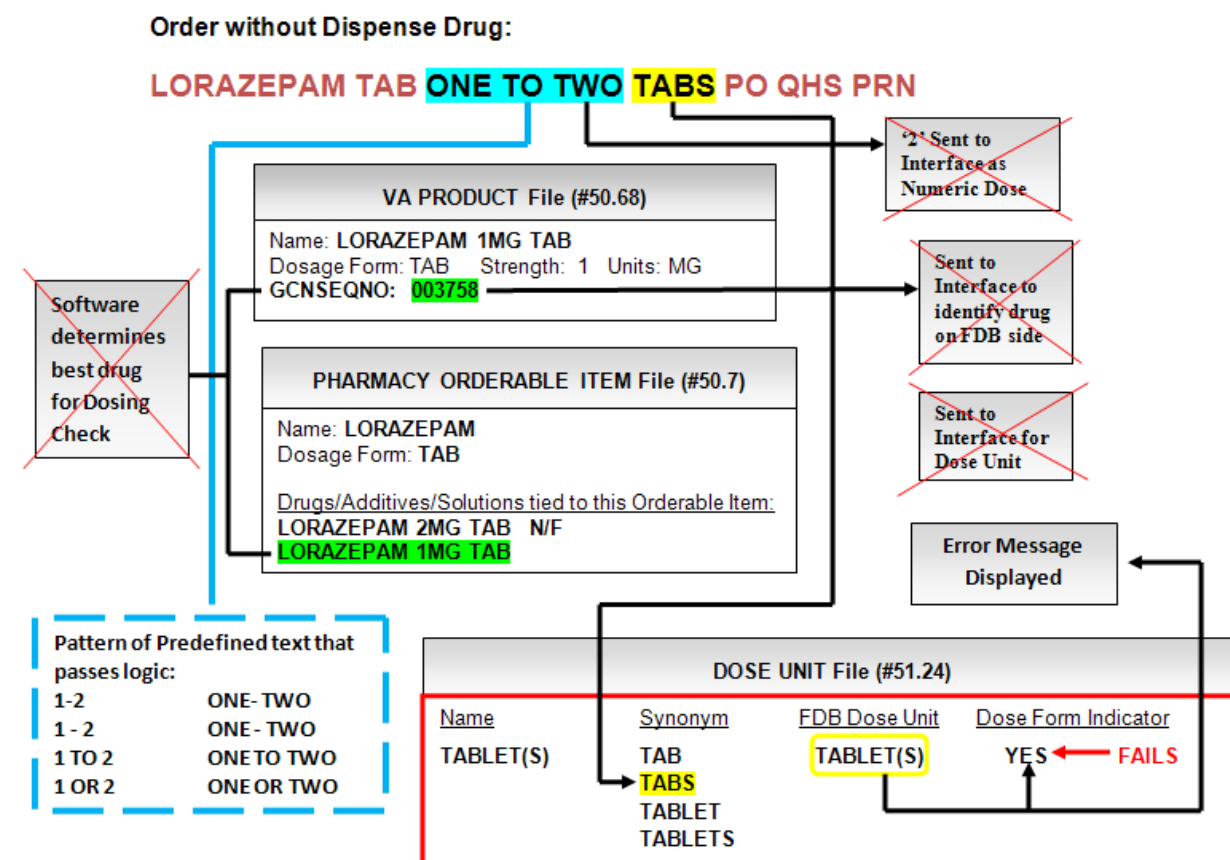 Order without Dispense Drug:
LORAZEPAM TAB ONE TO TWO TABS PO QHS PRN
'2' Sent to
Interface as
Numeric Dose
VA PRODUCT File (#50.68)
Name: LORAZEPAM 1MG TAB
Dosage Form: TAB Strength: 1 Units: MG
GCNSEQNO: 003758
Sent to
Interface to
identify drug
on FDB side
Software
determines
best drug
for Dosing
Check
PHARMACY ORDERABLE ITEM File (#50.7)
Name: LORAZEPAM
Dosage Form: TAB
Drugs/Additives/Solutions tied to this Orderable Item:
LORAZEPAM 2MG TAB N/F
LORAZEPAM 1MG TAB
Sent to
Interface for
Dose Unit
Error Message
Displayed
Pattern of Predefined text that
passes logic:
1-2 ONE- TWO
1 - 2 ONE - TWO
1 TO 2 ONE TO TWO
1 OR 2 ONE OR TWO
DOSE UNIT File (#51.24)
Name Synonym FDB Dose Unit Dose Form Indicator
TABLET(S) TAB TABLET(S) YES FAILS
TABS
TABLET
TABLETS